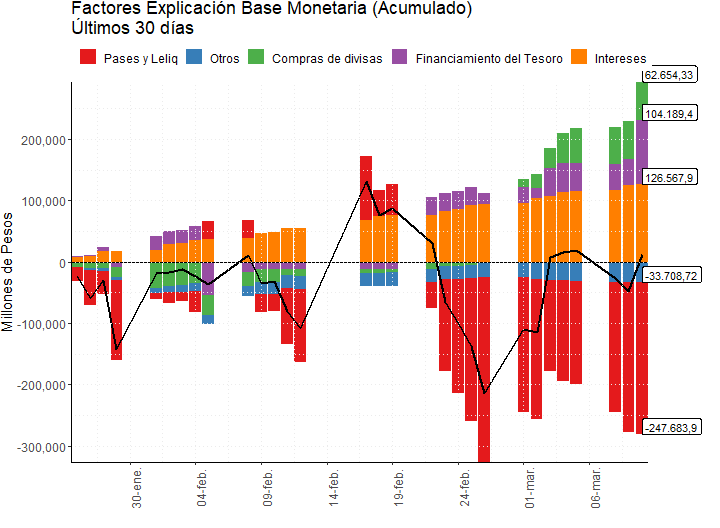 Factores Explicación Base Monetaria (Acumulado)
Últimos 30 días
Pases y Leliq Otros Compras de divisas Financiamiento del Tesoro Intereses
62.654,33
104.189,4
126.567,9
-33.708,72
-247.683,9
Millones de Pesos
200,000
100,000
0
-100,000
-200,000
-300,000
30-ene.
04-feb.
09-feb.
14-feb.
19-feb.
24-feb.
01-mar.
06-mar.